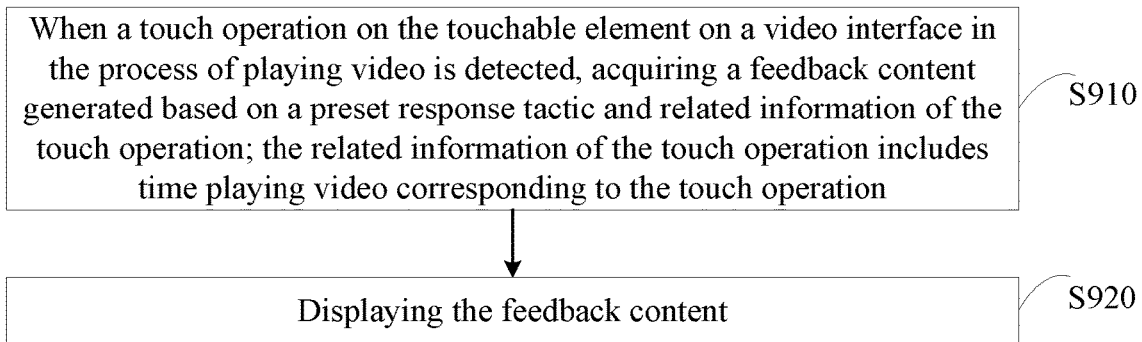 When a touch operation on the touchable element on a video interface in
the process of playing video is detected, acquiring a feedback content
generated based on a preset response tactic and related information of the
touch operation; the related information of the touch operation includes
time playing video corresponding to the touch operation
S910
Displaying the feedback content
S920